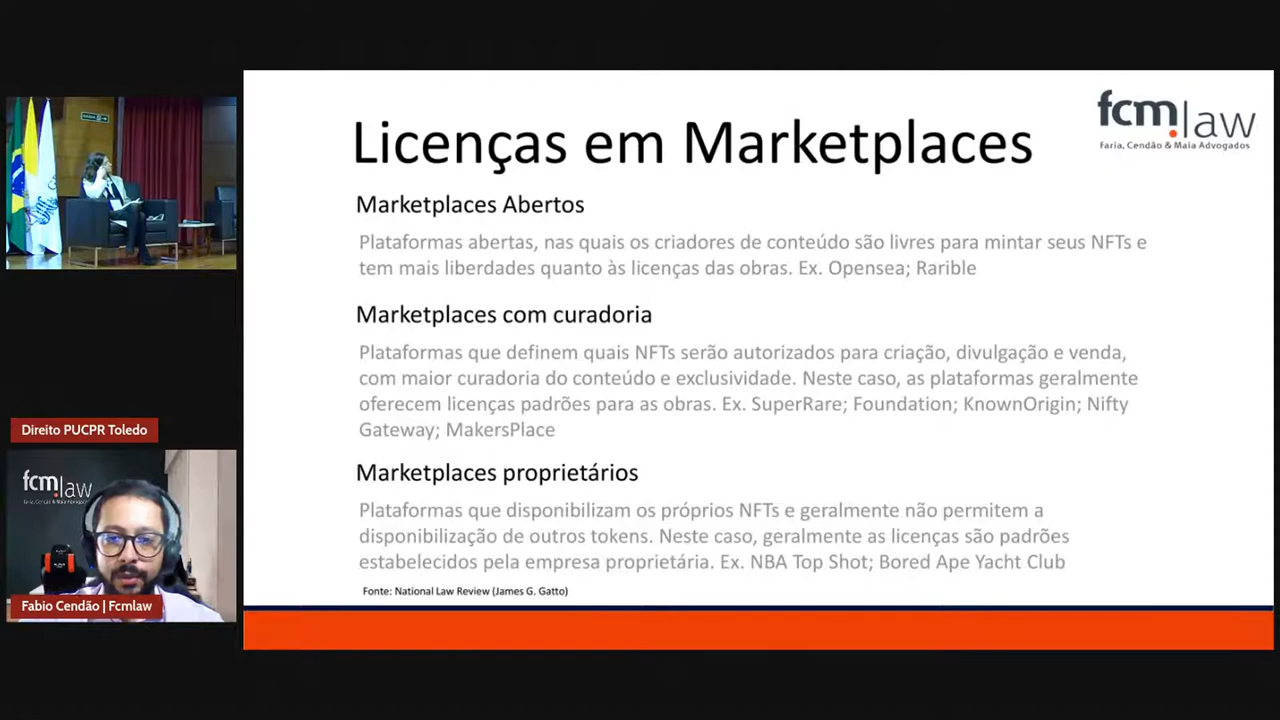 fcm.law
Faria, Cendão & Maia Advogados
Licenças em Marketplaces
Marketplaces Abertos
Plataformas abertas, nas quais os criadores de conteúdo são livres para mintar seus NFTs e
tem mais liberdades quanto às licenças das obras. Ex. Opensea; Rarible
Marketplaces com curadoria
Plataformas que definem quais NFTs serão autorizados para criação, divulgação e venda,
com maior curadoria do conteúdo e exclusividade. Neste caso, as plataformas geralmente
oferecem licenças padrões para as obras. Ex. SuperRare; Foundation; KnownOrigin; Nifty
Gateway; MakersPlace
Marketplaces proprietários
Plataformas que disponibilizam os próprios NFTs e geralmente não permitem a
disponibilização de outros tokens. Neste caso, geralmente as licenças são padrões
estabelecidos pela empresa proprietária. Ex. NBA Top Shot; Bored Ape Yacht Club
Fonte: National Law Review (James G. Gatto)
Direito PUCPR Toledo
fcm.law
Faria, Cendão & Maia Advogados
Fabio Cendão | Fcmlaw